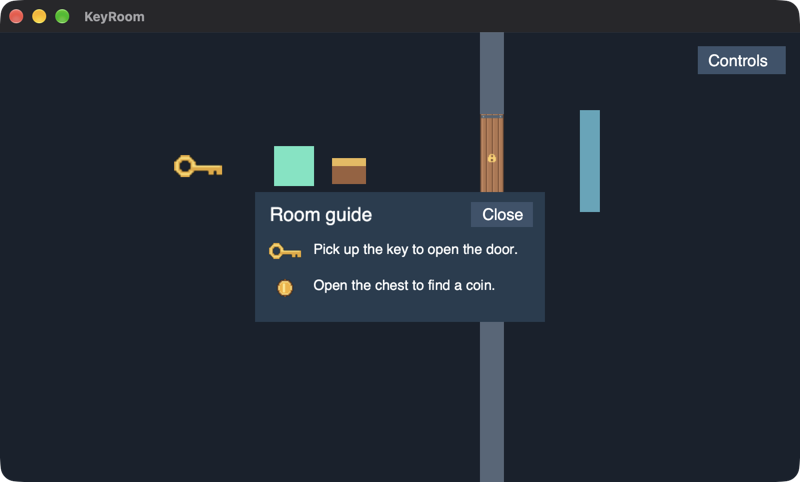 KeyRoom
Controls
Room guide
Close
Pick up the key to open the door.
Open the chest to find a coin.